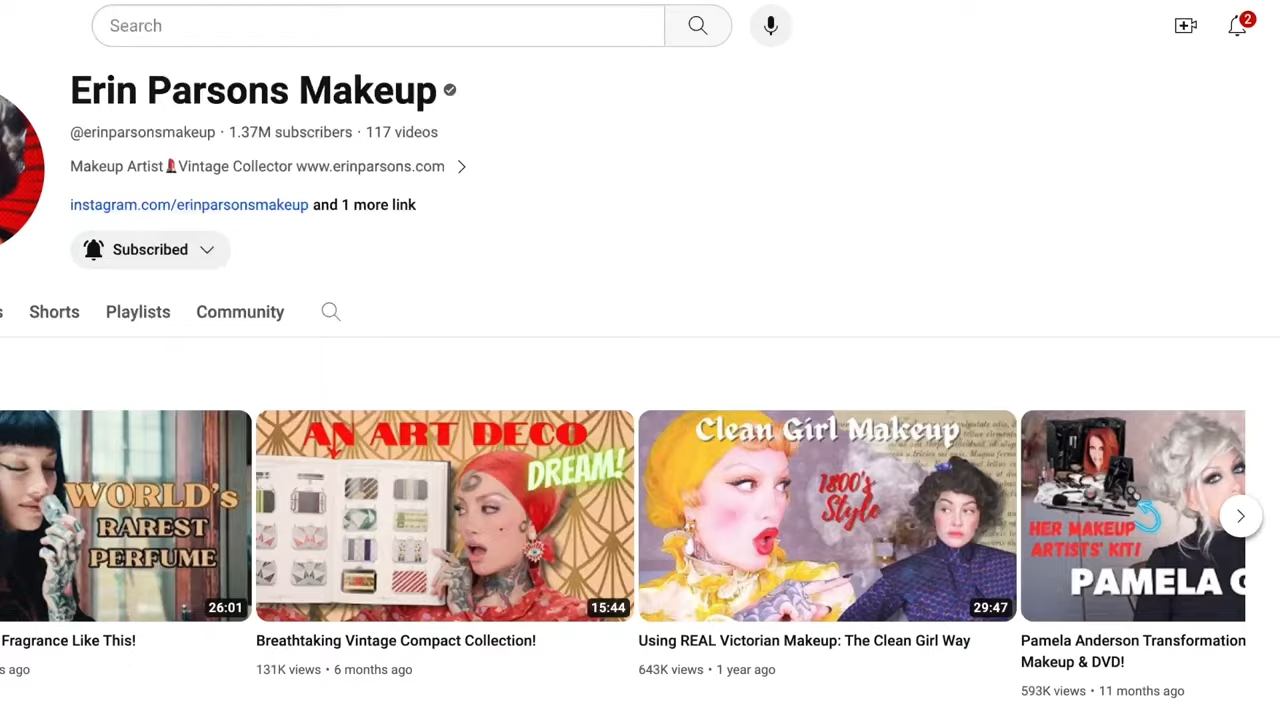 Search
2
Erin Parsons Makeup
@erinparsonsmakeup · 1.37M subscribers · 117 videos
Makeup Artist💄Vintage Collector www.erinparsons.com
instagram.com/erinparsonsmakeup and 1 more link
Subscribed
Shorts
Playlists
Community
WORLD's
RAREST
PERFUME
26:01
AN ART DECO
DREAM!
15:44
Clean Girl Makeup
1800's
Style
29:47
HER MAKEUP
ARTISTS' KIT!
PAMELA
Fragrance Like This!
s ago
Breathtaking Vintage Compact Collection!
131K views • 6 months ago
Using REAL Victorian Makeup: The Clean Girl Way
643K views • 1 year ago
Pamela Anderson Transformation
Makeup & DVD!
593K views • 11 months ago